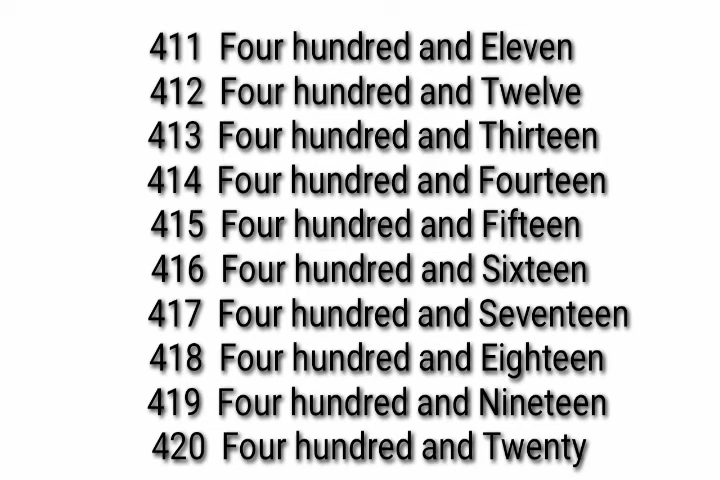 411 Four hundred and Eleven
412 Four hundred and Twelve
413 Four hundred and Thirteen
414 Four hundred and Fourteen
415 Four hundred and Fifteen
416 Four hundred and Sixteen
417 Four hundred and Seventeen
418 Four hundred and Eighteen
419 Four hundred and Nineteen
420 Four hundred and Twenty